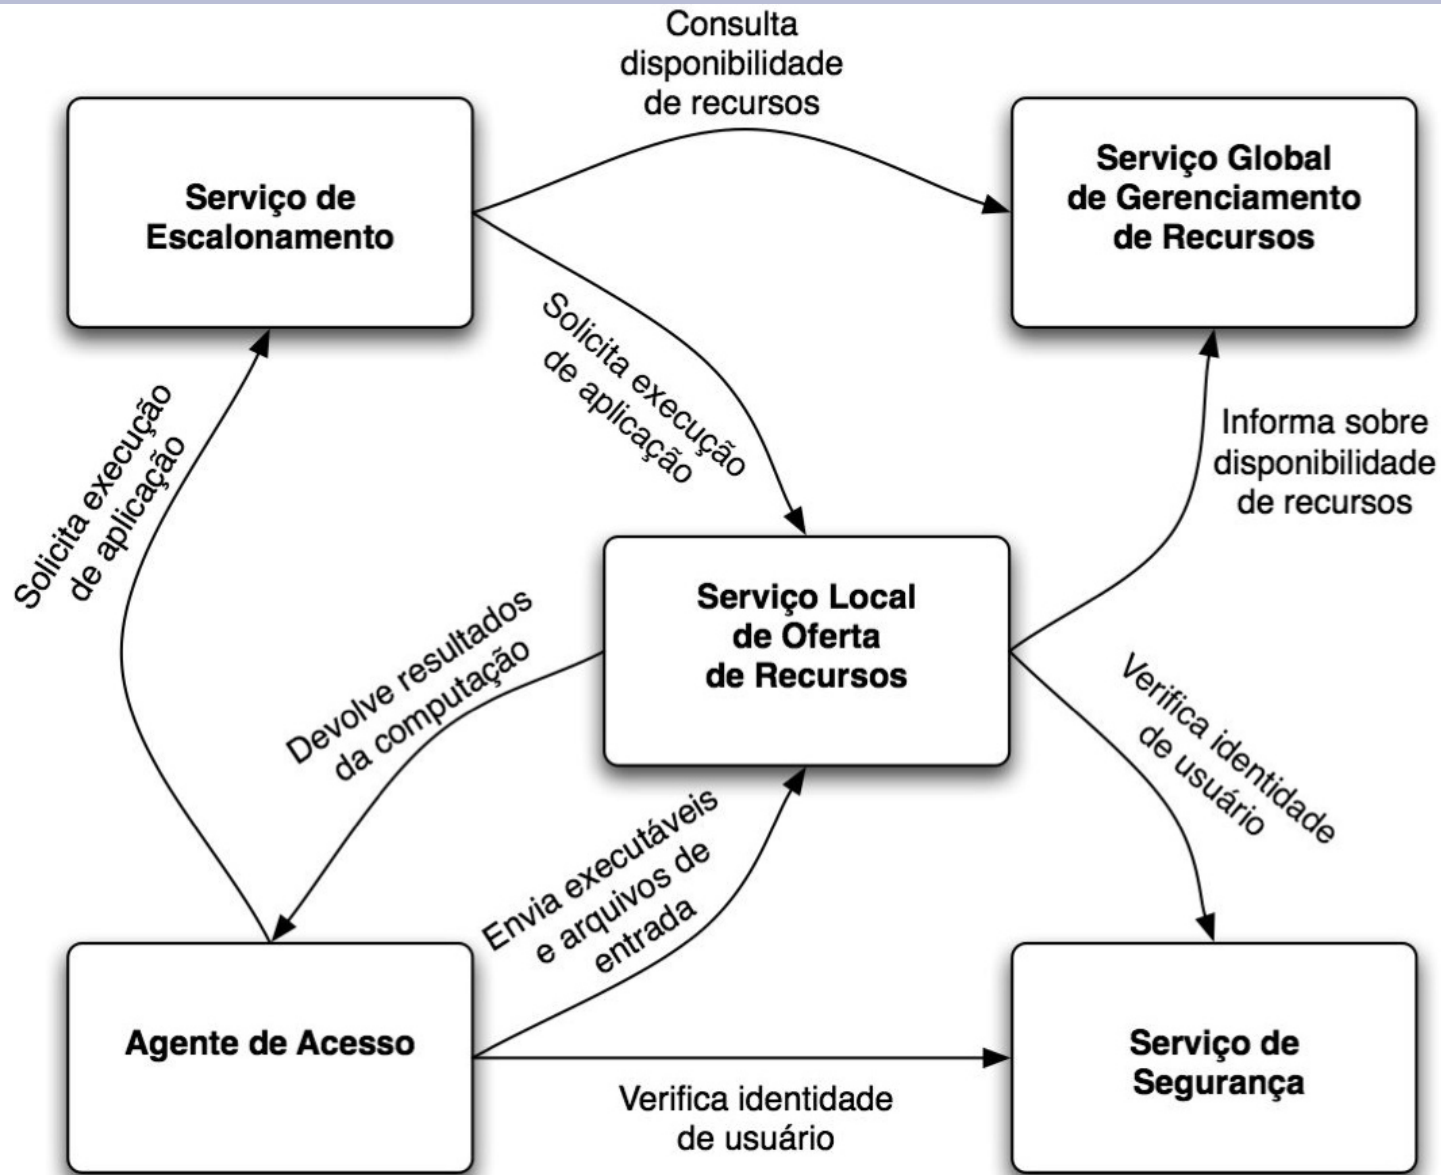 Consulta
disponibilidade
de recursos
Serviço de
Escalonamento
Serviço Global
de Gerenciamento
de Recursos
Solicita execução
de aplicação
Solicita execução
de aplicação
Informa sobre
disponibilidade
de recursos
Serviço Local
de Oferta
de Recursos
Devolve resultados
da computação
Verifica identidade
de usuário
Envia executáveis
e arquivos de
entrada
Agente de Acesso
Serviço de
Segurança
Verifica identidade
de usuário